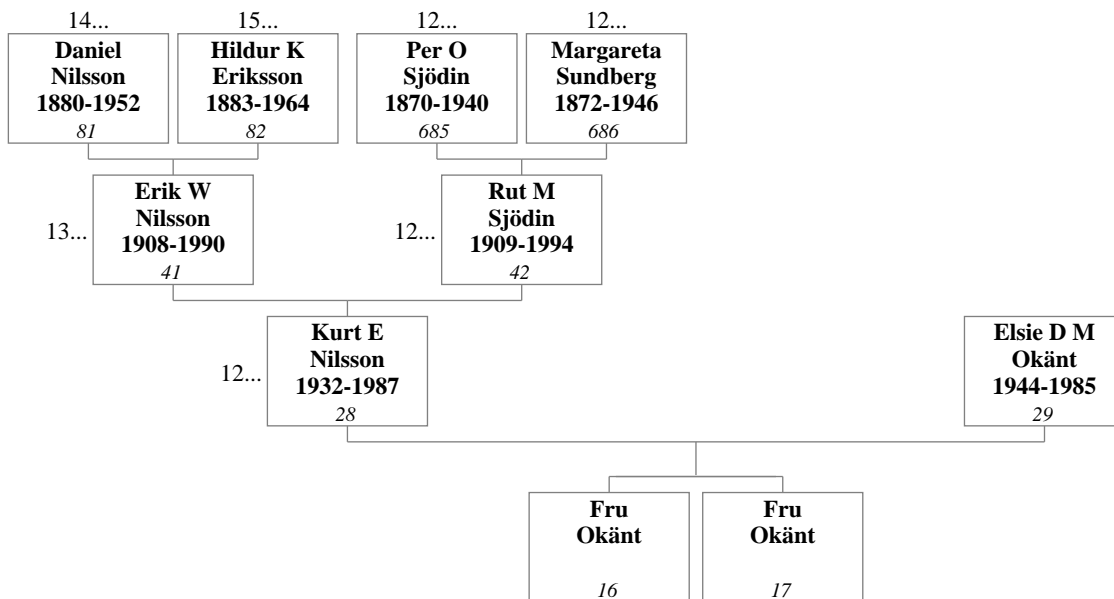 14...
15...
12...
12...
Daniel
Nilsson
1880-1952
81
Hildur K
Eriksson
1883-1964
82
Per O
Sjödin
1870-1940
685
Margareta
Sundberg
1872-1946
686
13...
Erik W
Nilsson
1908-1990
41
12...
Rut M
Sjödin
1909-1994
42
12...
Kurt E
Nilsson
1932-1987
28
Elsie D M
Okänt
1944-1985
29
Fru
Okänt
16
Fru
Okänt
17